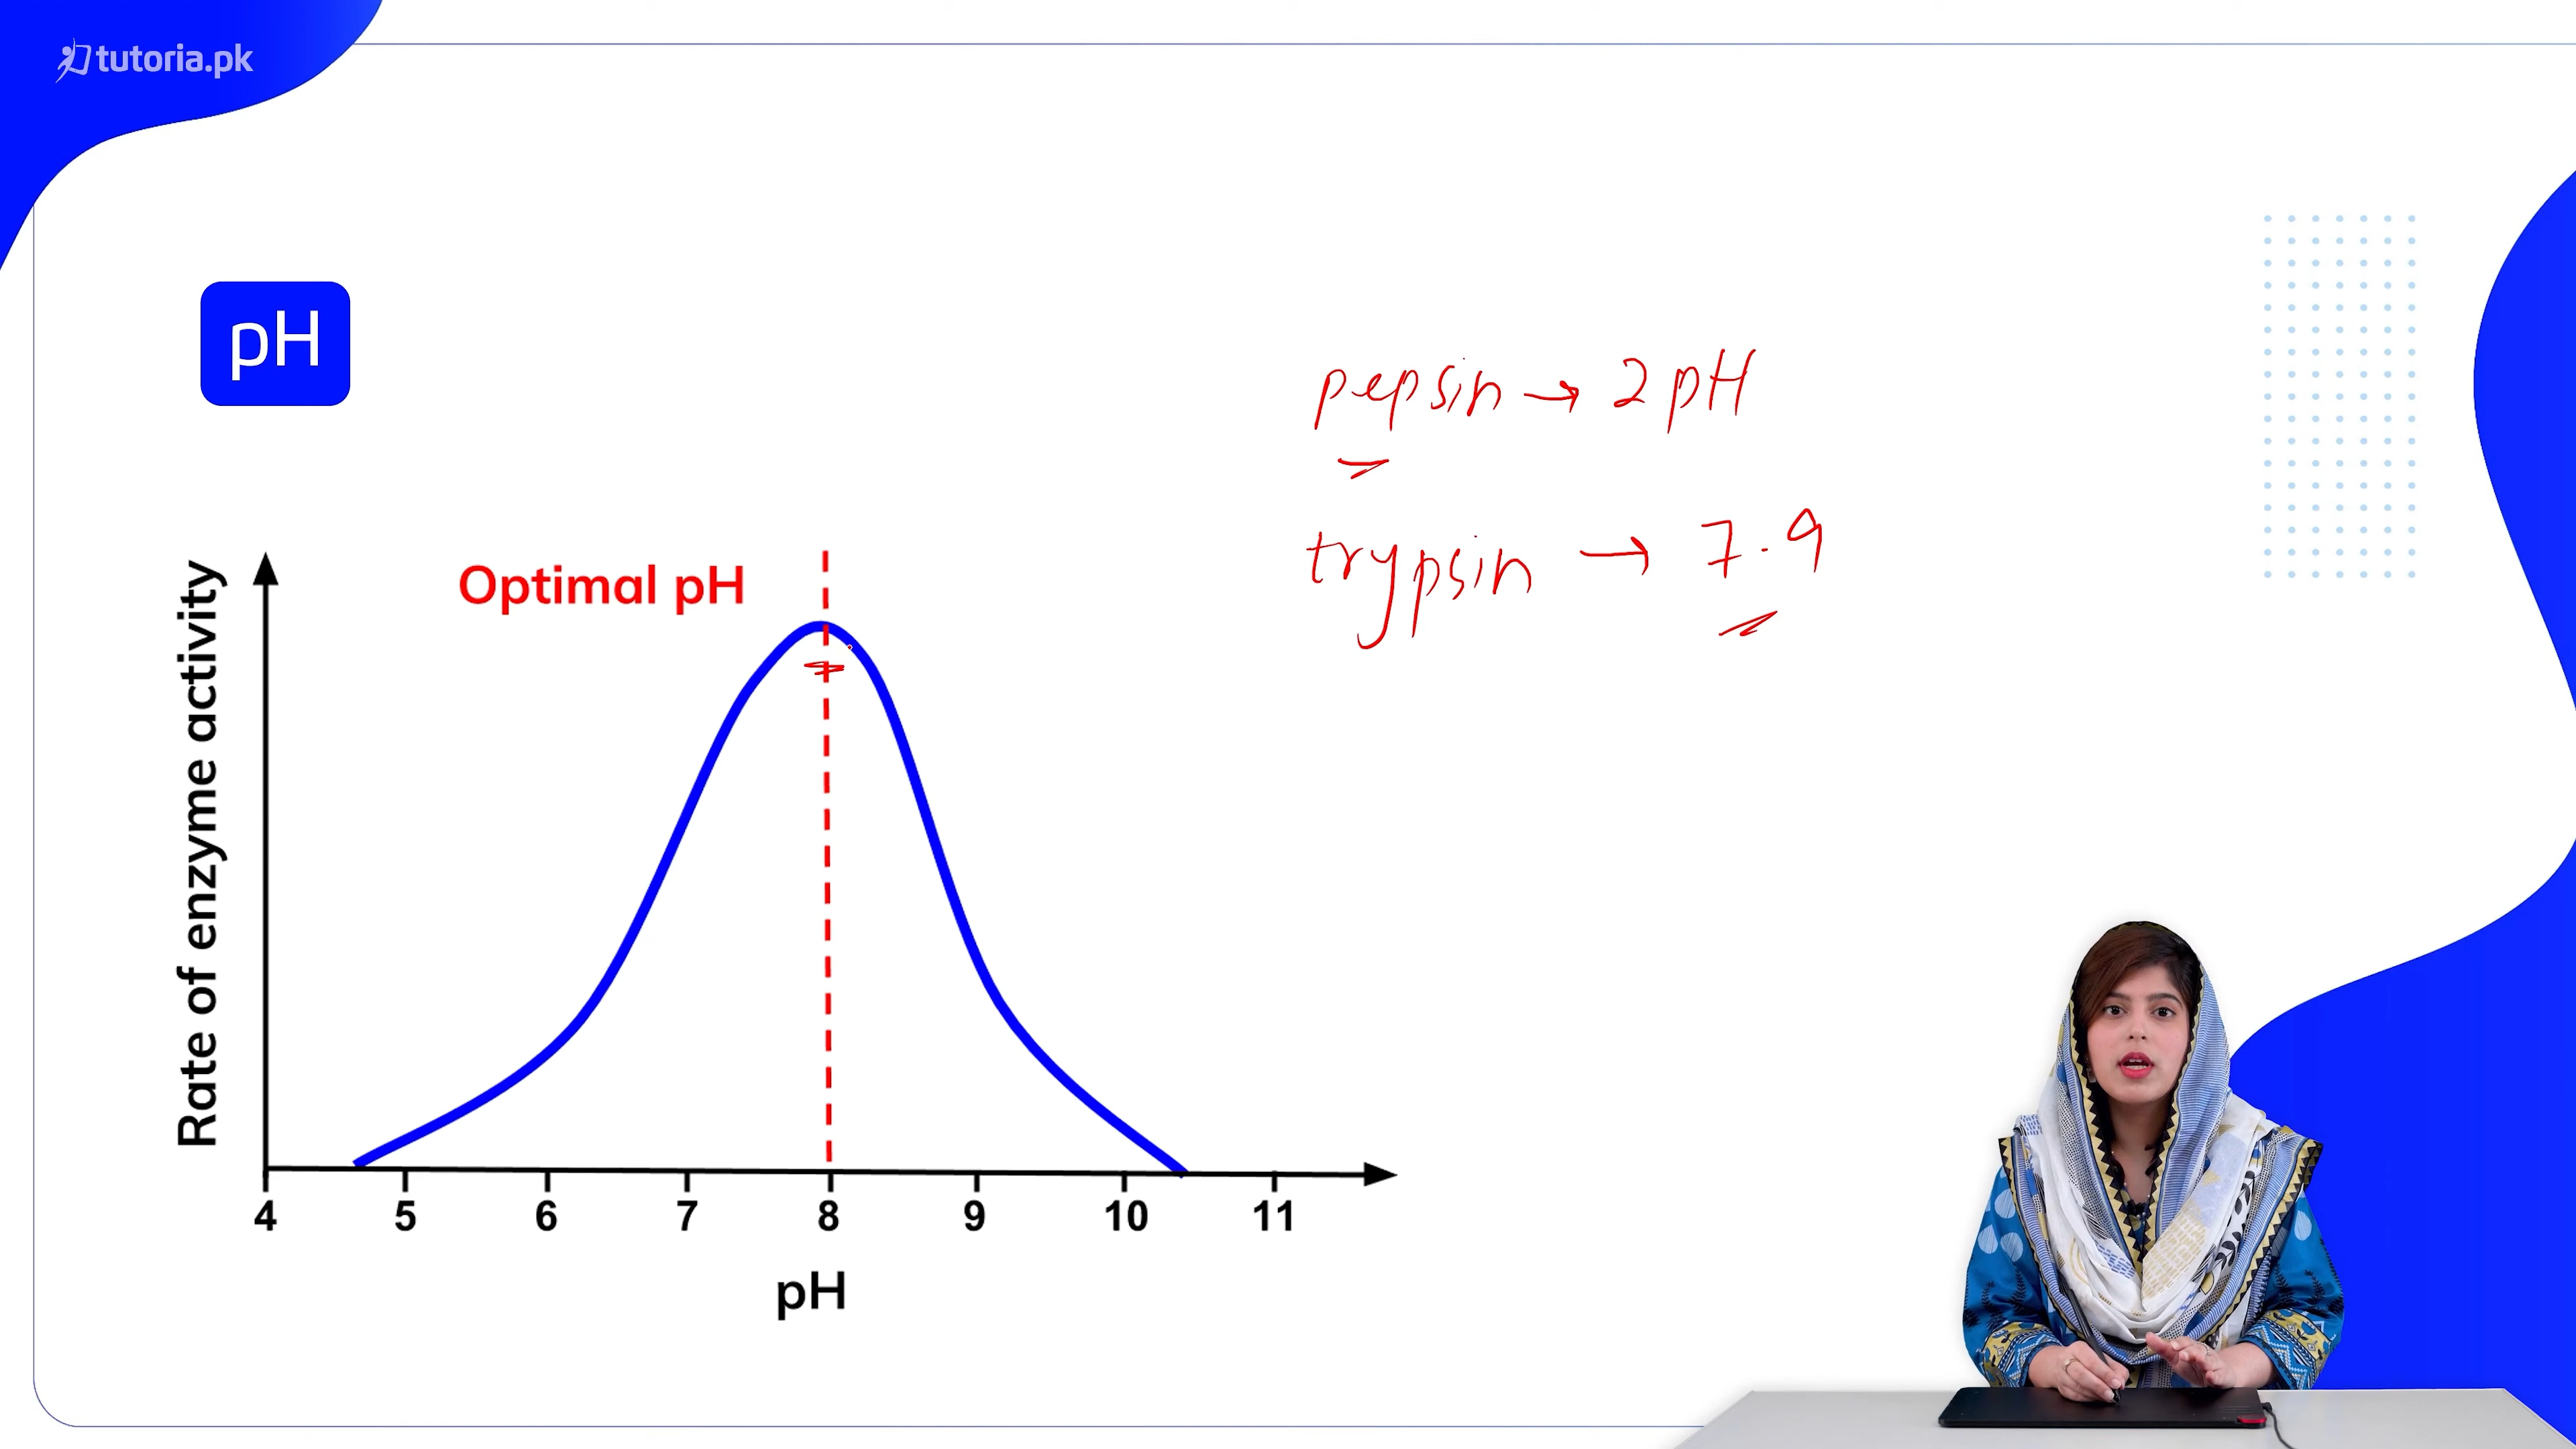 tutoria.pk
pH
pepsin → 2 pH
trypsin → 7.9
Optimal pH
Rate of enzyme activity
4 5 6 7 8 9 10 11
pH